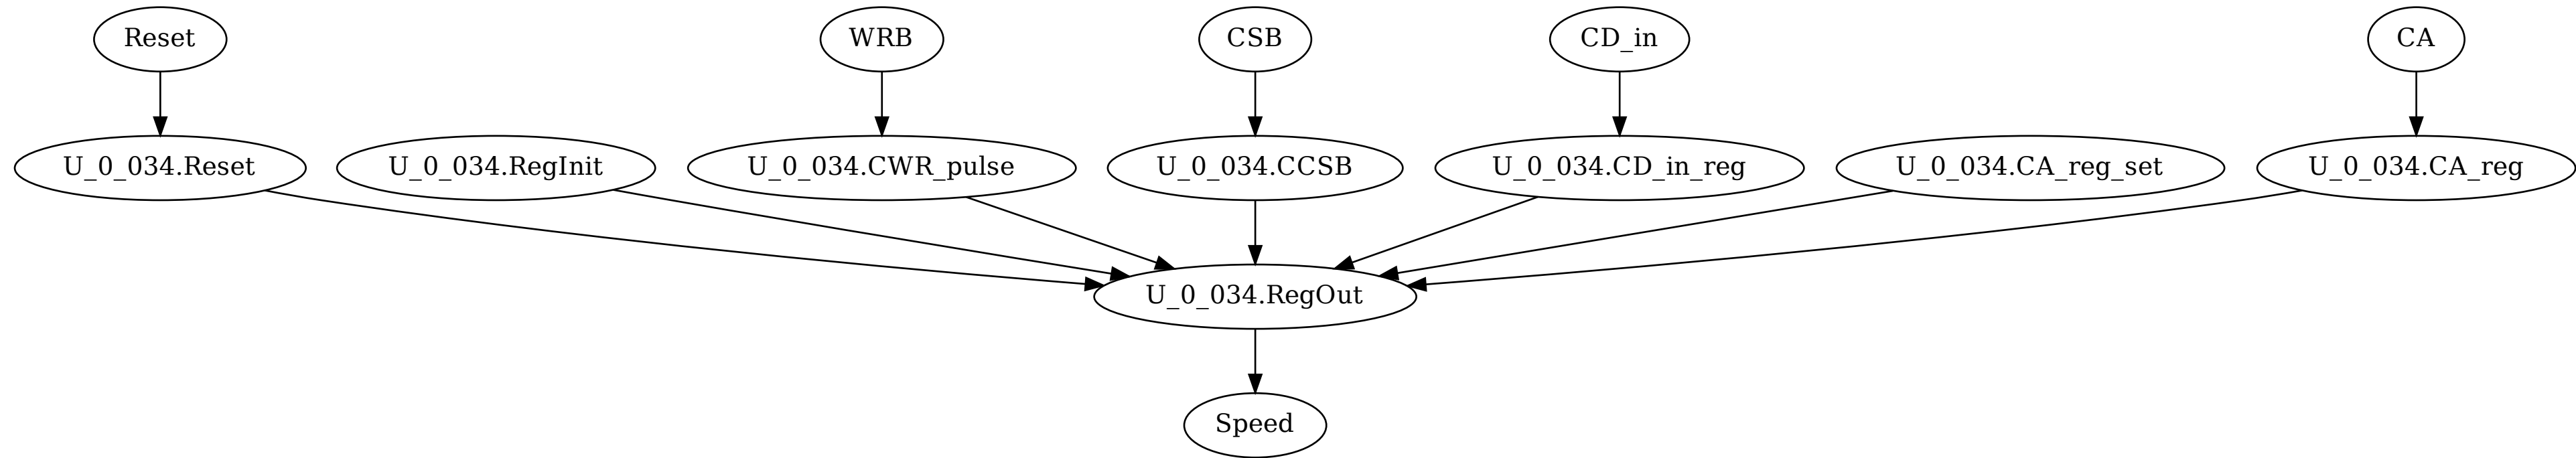 Reset
WRB
CSB
CD_in
CA
U_0_034.Reset
U_0_034.RegInit
U_0_034.CWR_pulse
U_0_034.CCSB
U_0_034.CD_in_reg
U_0_034.CA_reg_set
U_0_034.CA_reg
U_0_034.RegOut
Speed